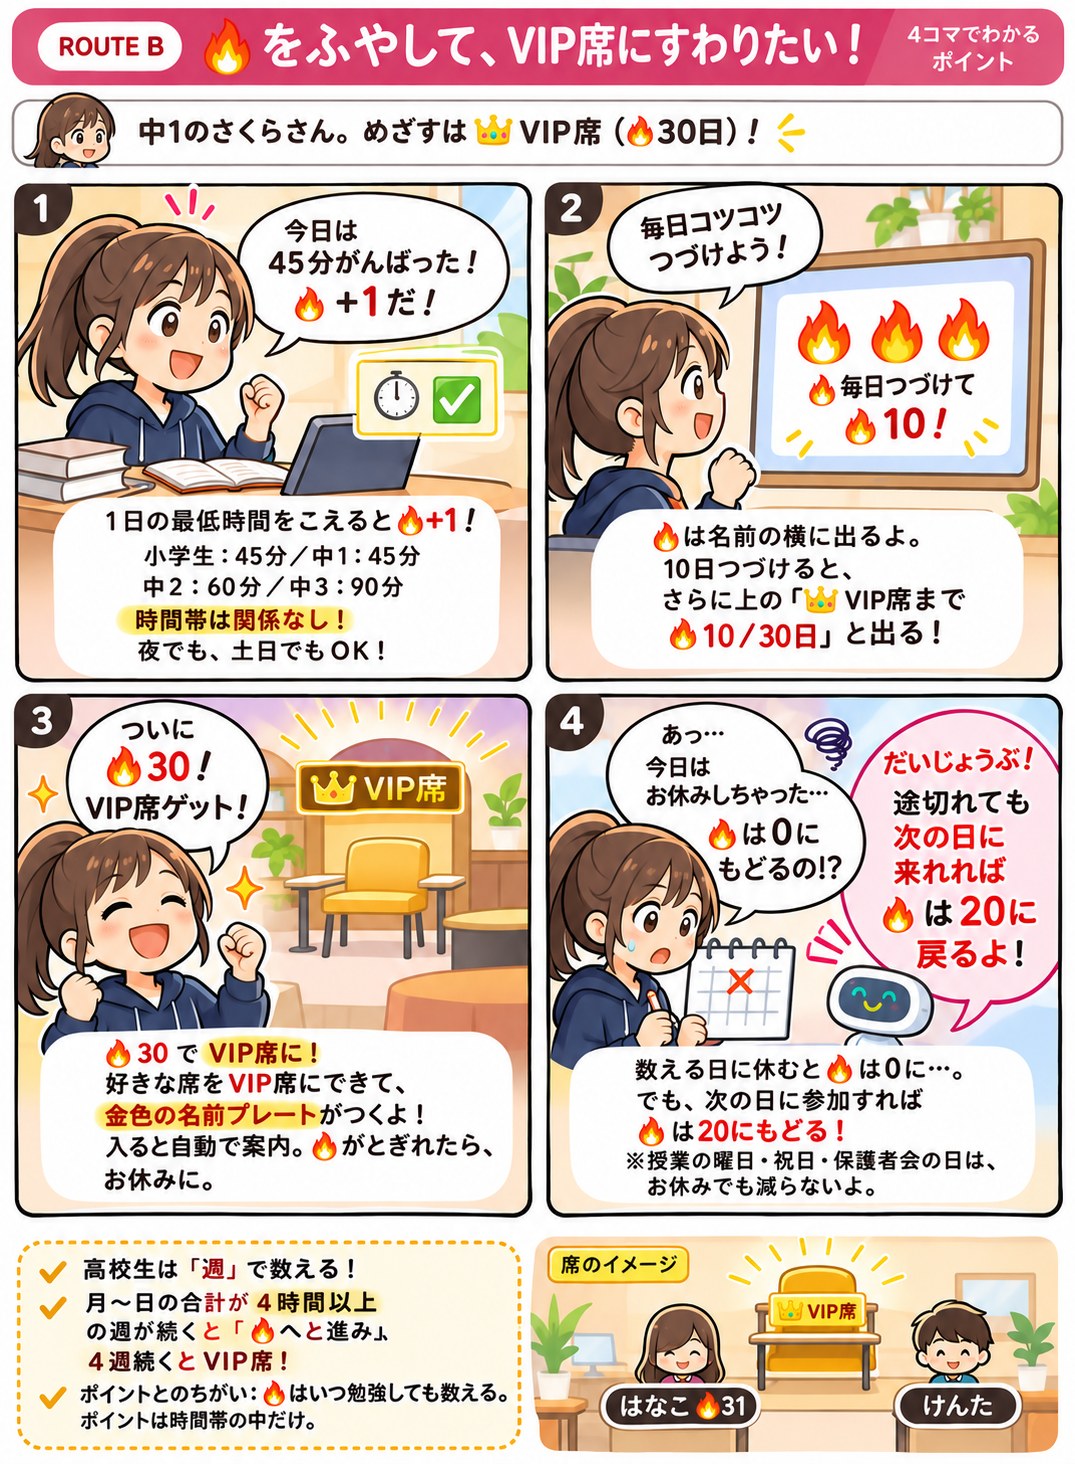 ROUTE B
🔥をふやして、VIP席にすわりたい！
4コマでわかる
ポイント
中1のさくらさん。めざすは👑VIP席（🔥30日）！
1
今日は
45分がんばった！
🔥+1だ！
1日の最低時間をこえると🔥+1！
小学生：45分／中1：45分
中2：60分／中3：90分
時間帯は関係なし！
夜でも、土日でもOK！
2
毎日コツコツ
つづけよう！
🔥毎日つづけて
🔥10！
🔥は名前の横に出るよ。
10日つづけると、
さらに上の「👑VIP席まで
🔥10/30日」と出る！
3
ついに
🔥30！
VIP席ゲット！
👑VIP席
🔥30でVIP席に！
好きな席をVIP席にできて、
金色の名前プレートがつくよ！
入ると自動で案内。🔥がとぎれたら、
お休みに。
4
あっ…
今日は
お休みしちゃった…
🔥は0に
もどるの!?
だいじょうぶ！
途切れても
次の日に
来れれば
🔥は20に
戻るよ！
数える日に休むと🔥は0に…。
でも、次の日に参加すれば
🔥は20にもどる！
※授業の曜日・祝日・保護者会の日は、
お休みでも減らないよ。
高校生は「週」で数える！
月〜日の合計が4時間以上
の週が続くと「🔥へと進み」、
4週続くとVIP席！
ポイントとのちがい：🔥はいつ勉強しても数える。
ポイントは時間帯の中だけ。
席のイメージ
👑VIP席
はなこ🔥31
けんた